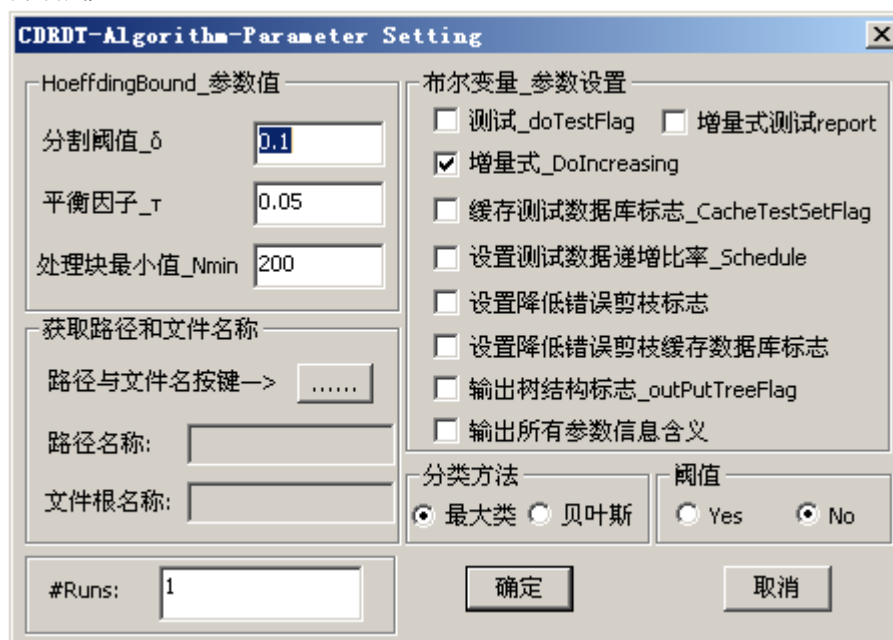 CDRDT-Algorithm-Parameter Setting
HoeffdingBound_参数值
分割阈值_δ 0.1
平衡因子_τ 0.05
处理块最小值_Nmin 200
获取路径和文件名称
路径与文件名按键—> ......
路径名称:
文件根名称:
#Runs: 1
布尔变量_参数设置
测试_doTestFlag 增量式测试report
增量式_DoIncreasing
缓存测试数据库标志_CacheTestSetFlag
设置测试数据递增比率_Schedule
设置降低错误剪枝标志
设置降低错误剪枝缓存数据库标志
输出树结构标志_outPutTreeFlag
输出所有参数信息含义
分类方法
最大类 贝叶斯
阈值
Yes No
确定 取消